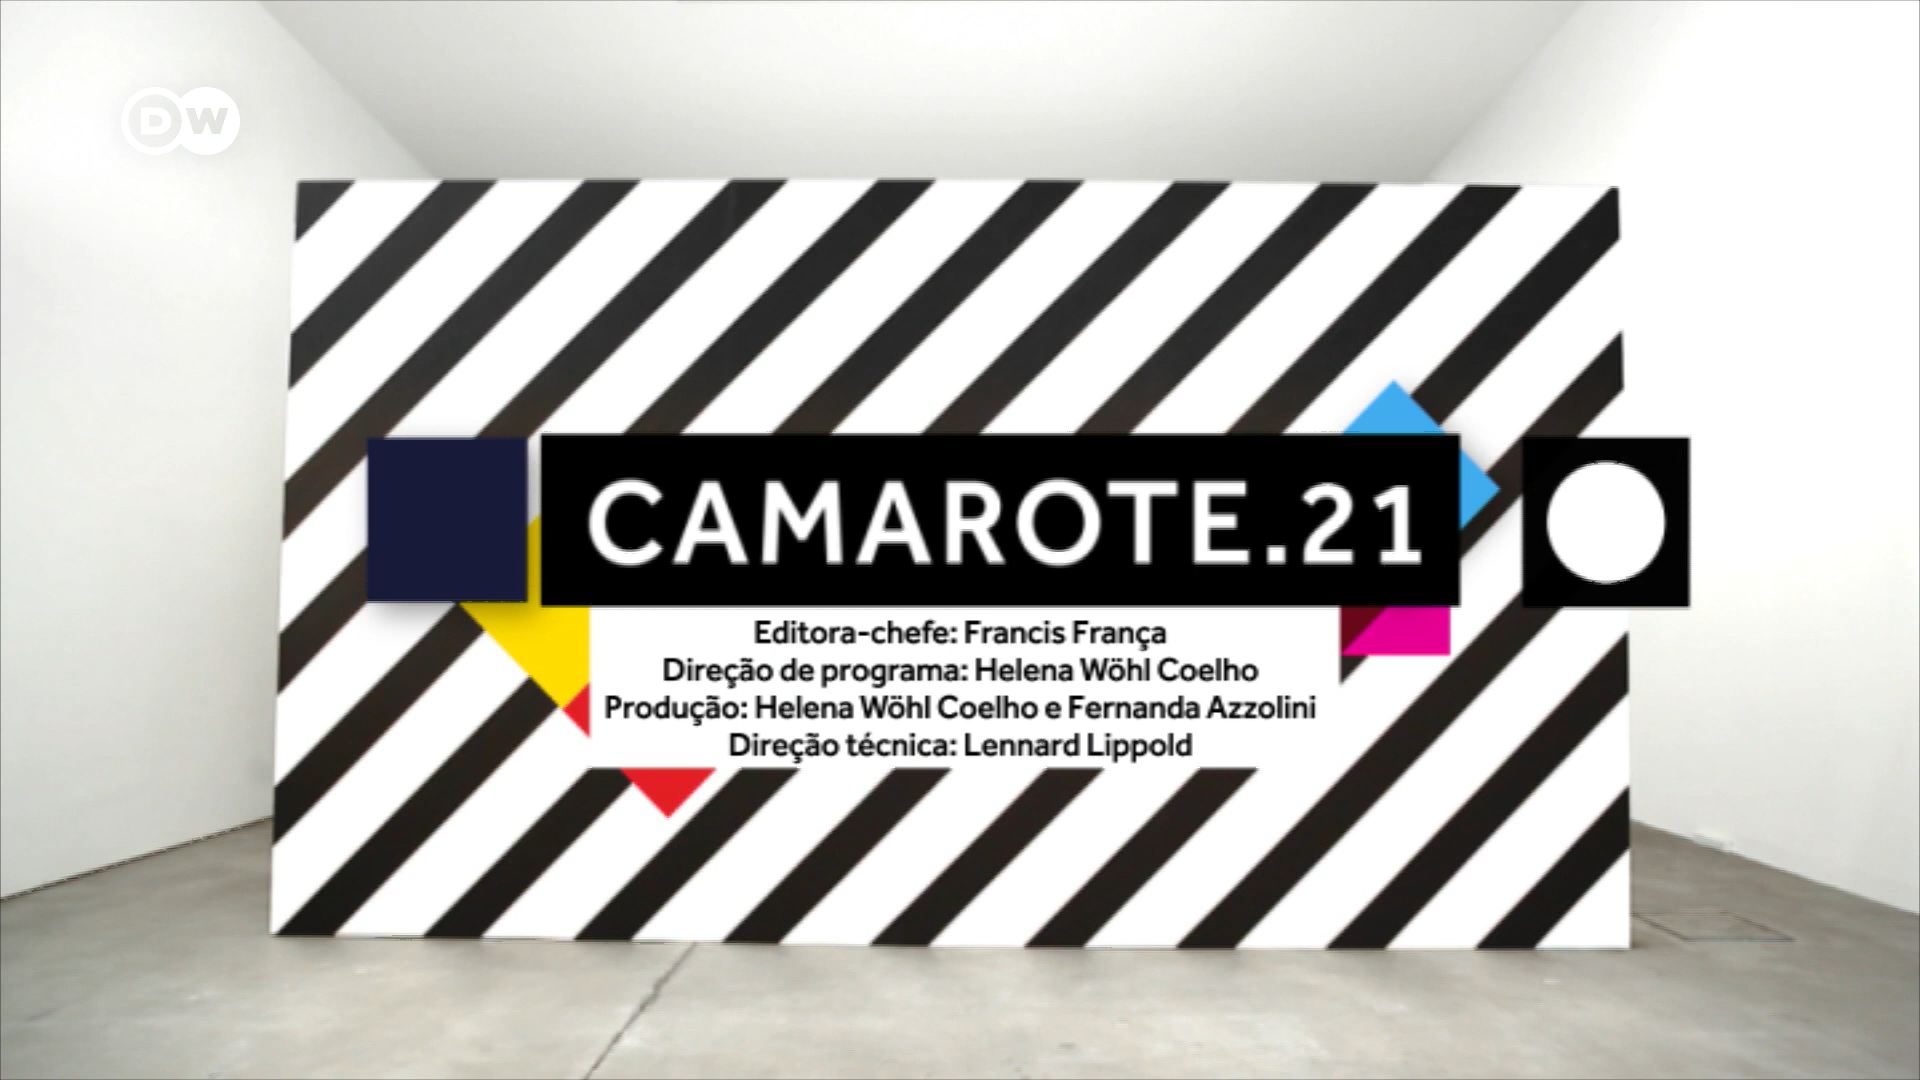 DW
CAMAROTE.21
Editora-chefe: Francis França
Direção de programa: Helena Wöhl Coelho
Produção: Helena Wöhl Coelho e Fernanda Azzolini
Direção técnica: Lennard Lippold